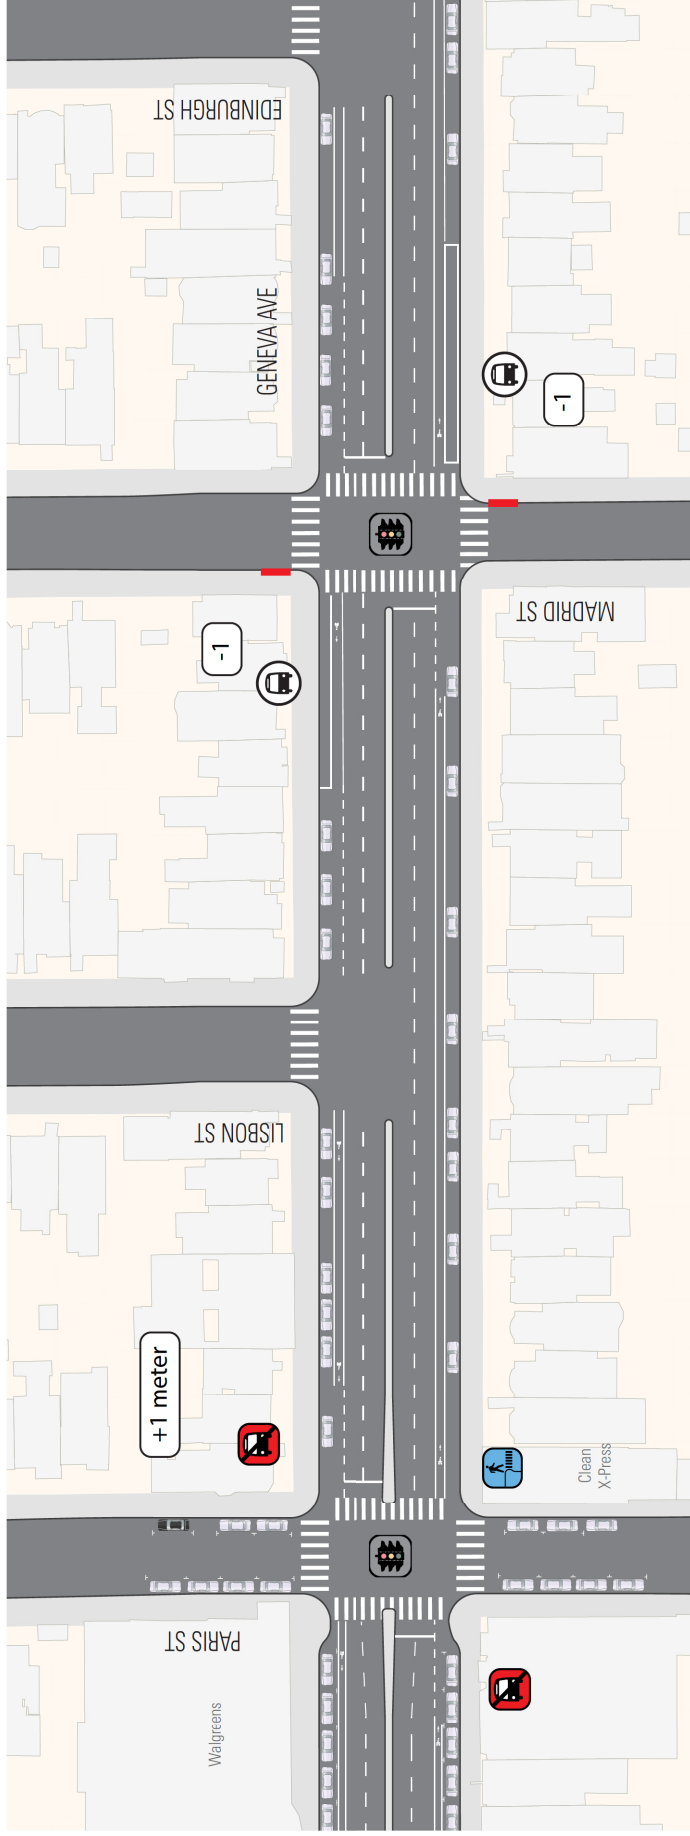 EDINBURGH ST
GENEVA AVE
-1
-1
MADRID ST
LISBON ST
+1 meter
Clean
X-Press
PARIS ST
Walgreens